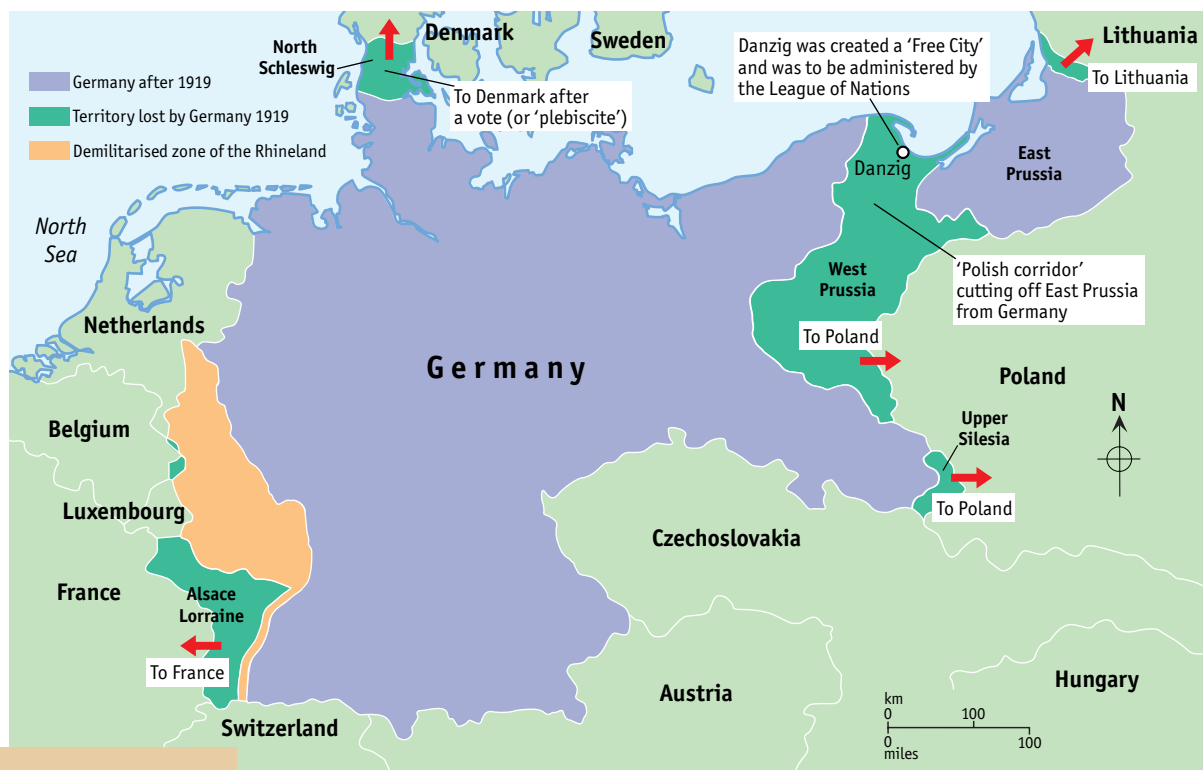 Denmark
Sweden
Lithuania
North
Schleswig
Danzig was created a ‘Free City’
and was to be administered by
the League of Nations
To Lithuania
Germany after 1919
Territory lost by Germany 1919
Demilitarised zone of the Rhineland
To Denmark after
a vote (or ‘plebiscite’)
Danzig
East
Prussia
North
Sea
West
Prussia
‘Polish corridor’
cutting off East Prussia
from Germany
Netherlands
To Poland
Germany
Poland
N
Belgium
Upper
Silesia
Luxembourg
To Poland
Czechoslovakia
France
Alsace
Lorraine
To France
Austria
Hungary
Switzerland
km
0 100
0 100
miles